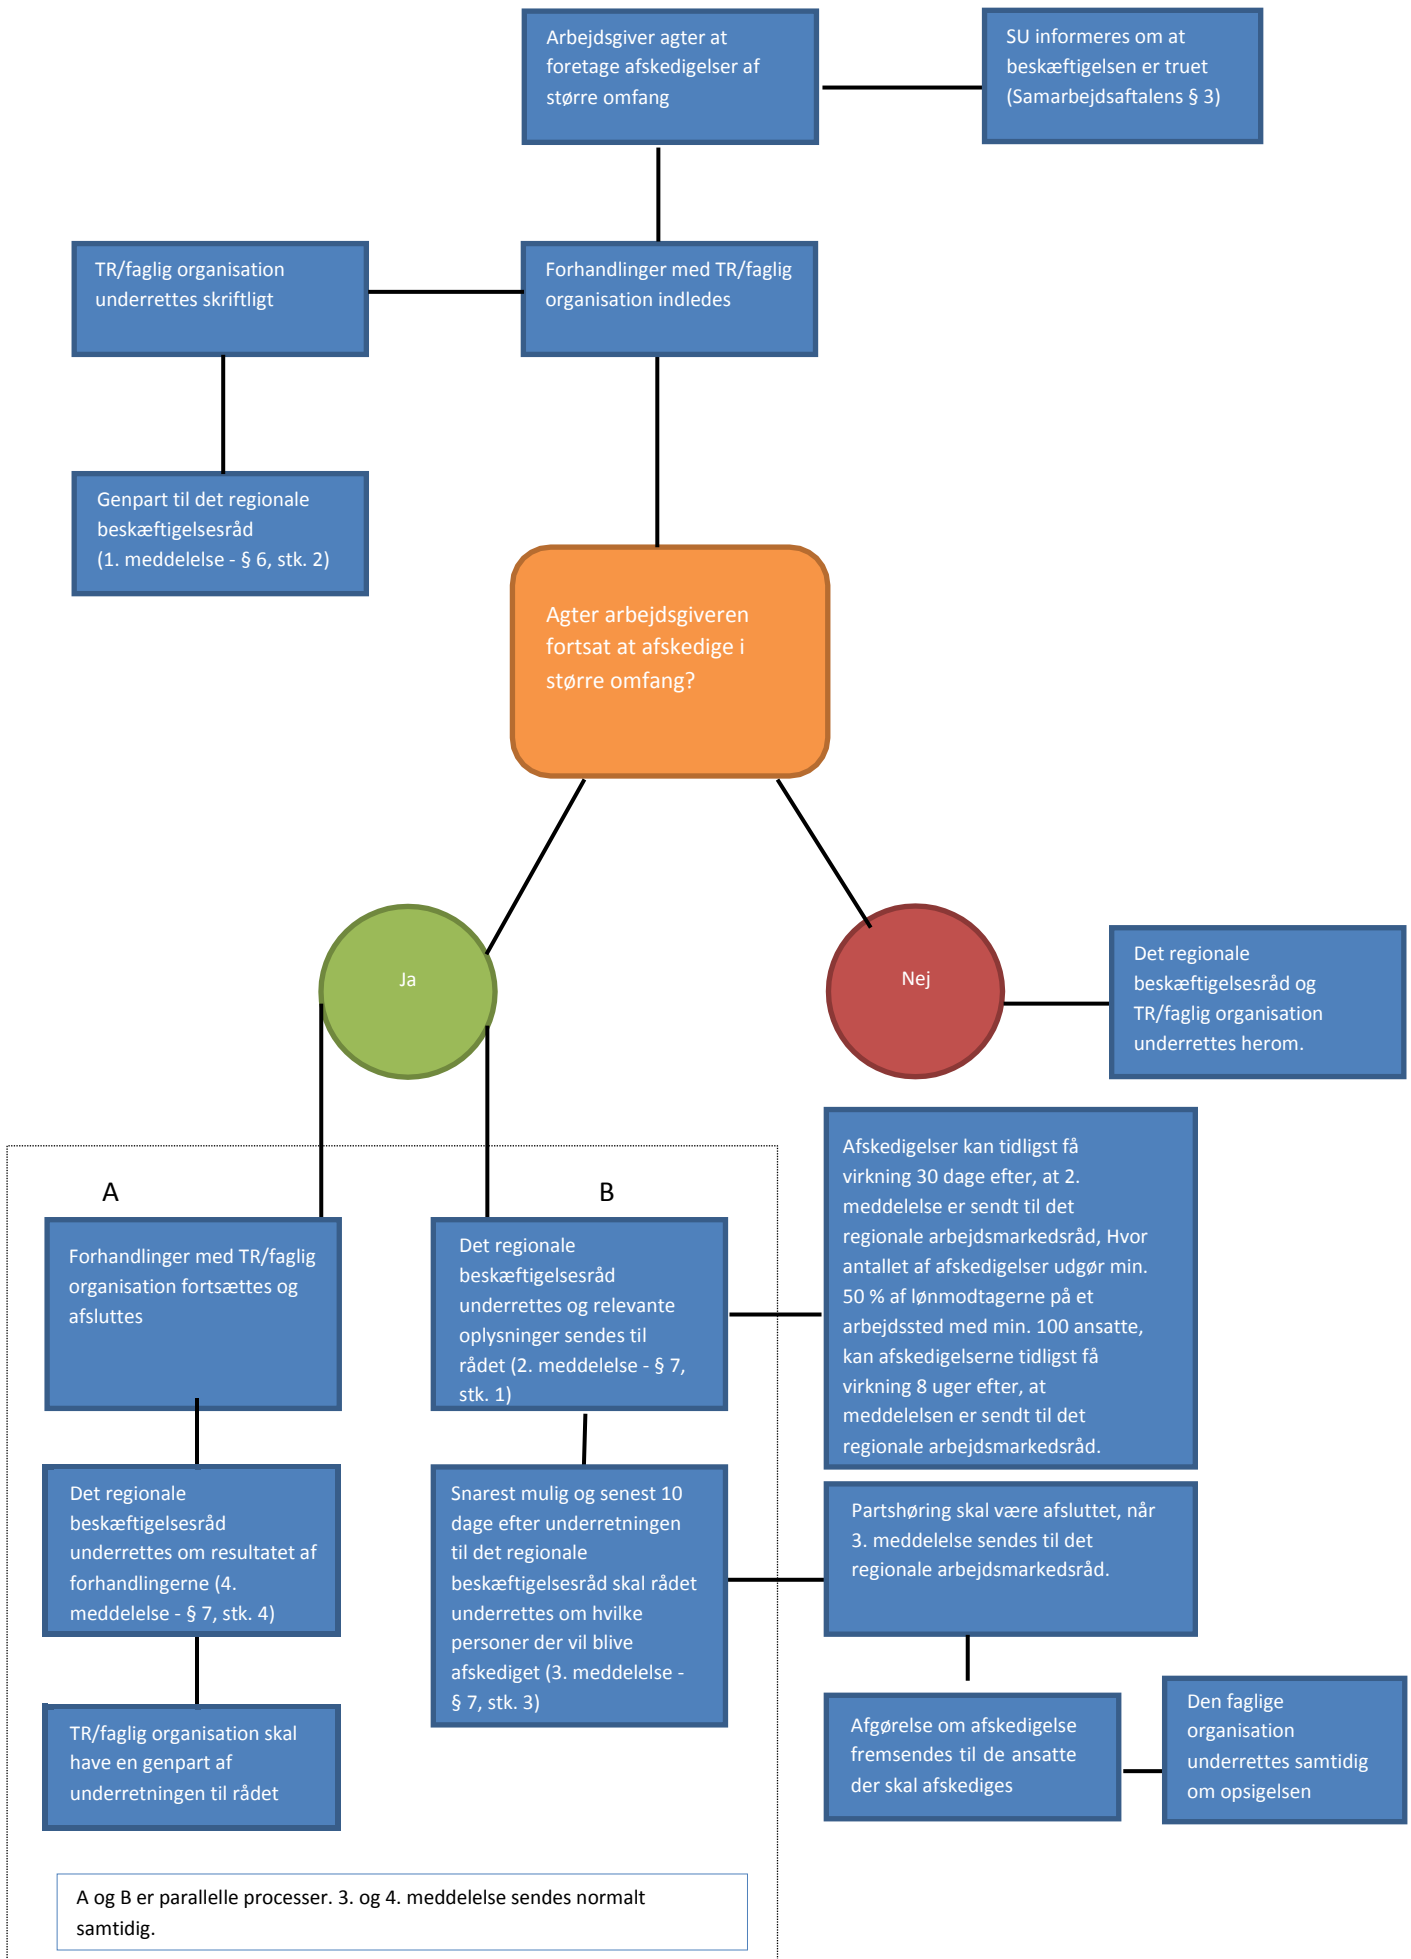 Arbejdsgiver agter at
foretage afskedigelser af
større omfang
SU informeres om at
beskæftigelsen er truet
(Samarbejdsaftalens § 3)
TR/faglig organisation
underrettes skriftligt
Forhandlinger med TR/faglig
organisation indledes
Genpart til det regionale
beskæftigelsesråd
(1. meddelelse - § 6, stk. 2)
Agter arbejdsgiveren
fortsat at afskedige i
større omfang?
Ja
Nej
Det regionale
beskæftigelsesråd og
TR/faglig organisation
underrettes herom.
A
B
Forhandlinger med TR/faglig
organisation fortsættes og
afsluttes
Det regionale
beskæftigelsesråd
underrettes og relevante
oplysninger sendes til
rådet (2. meddelelse - § 7,
stk. 1)
Afskedigelser kan tidligst få
virkning 30 dage efter, at 2.
meddelelse er sendt til det
regionale arbejdsmarkedsråd, Hvor
antallet af afskedigelser udgør min.
50 % af lønmodtagerne på et
arbejdssted med min. 100 ansatte,
kan afskedigelserne tidligst få
virkning 8 uger efter, at
meddelelsen er sendt til det
regionale arbejdsmarkedsråd.
Det regionale
beskæftigelsesråd
underrettes om resultatet af
forhandlingerne (4.
meddelelse - § 7, stk. 4)
Snarest mulig og senest 10
dage efter underretningen
til det regionale
beskæftigelsesråd skal rådet
underrettes om hvilke
personer der vil blive
afskediget (3. meddelelse -
§ 7, stk. 3)
Partshøring skal være afsluttet, når
3. meddelelse sendes til det
regionale arbejdsmarkedsråd.
TR/faglig organisation skal
have en genpart af
underretningen til rådet
Afgørelse om afskedigelse
fremsendes til de ansatte
der skal afskediges
Den faglige
organisation
underrettes samtidig
om opsigelsen
A og B er parallelle processer. 3. og 4. meddelelse sendes normalt
samtidig.